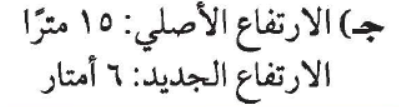 جـ) الارتفاع الأصلي: ١٥ مترًا
الارتفاع الجديد: ٦ أمتار